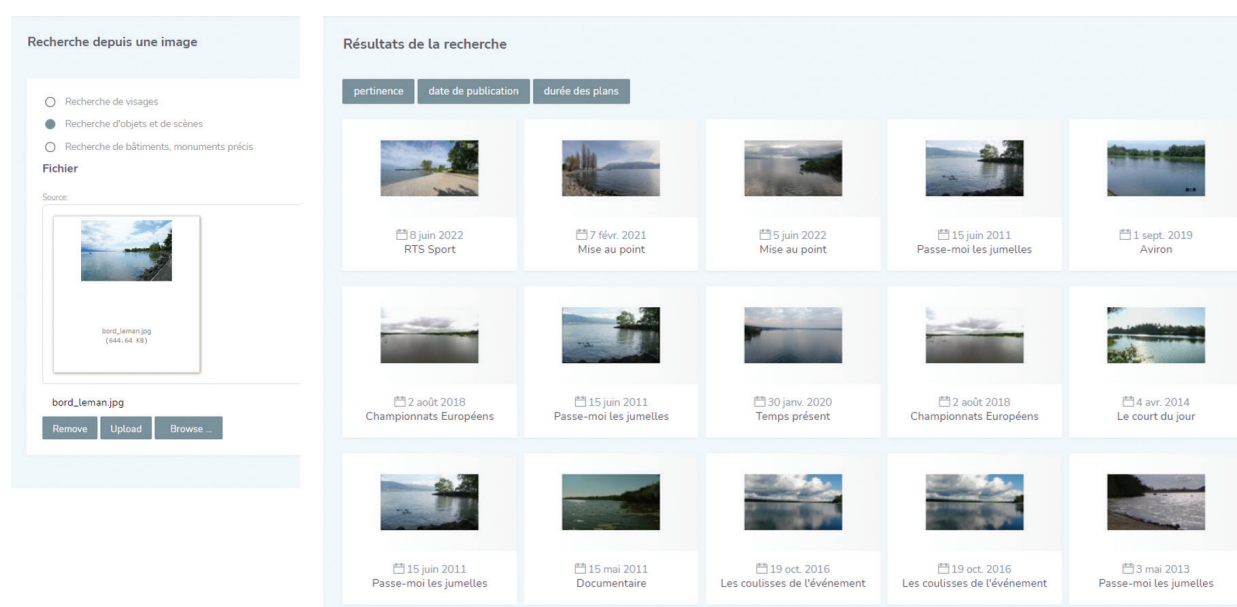 Recherche depuis une image
Recherche de visages
Recherche d'objets et de scènes
Recherche de bâtiments, monuments précis
Fichier
Source:
bord_leman.jpg
(644.64 KB)
bord_leman.jpg
Remove Upload Browse ...
Résultats de la recherche
pertinence date de publication durée des plans
8 juin 2022
RTS Sport
7 févr. 2021
Mise au point
5 juin 2022
Mise au point
15 juin 2011
Passe-moi les jumelles
1 sept. 2019
Aviron
2 août 2018
Championnats Européens
15 juin 2011
Passe-moi les jumelles
30 janv. 2020
Temps présent
2 août 2018
Championnats Européens
4 avr. 2014
Le court du jour
15 juin 2011
Passe-moi les jumelles
15 mai 2011
Documentaire
19 oct. 2016
Les coulisses de l'événement
19 oct. 2016
Les coulisses de l'événement
3 mai 2013
Passe-moi les jumelles